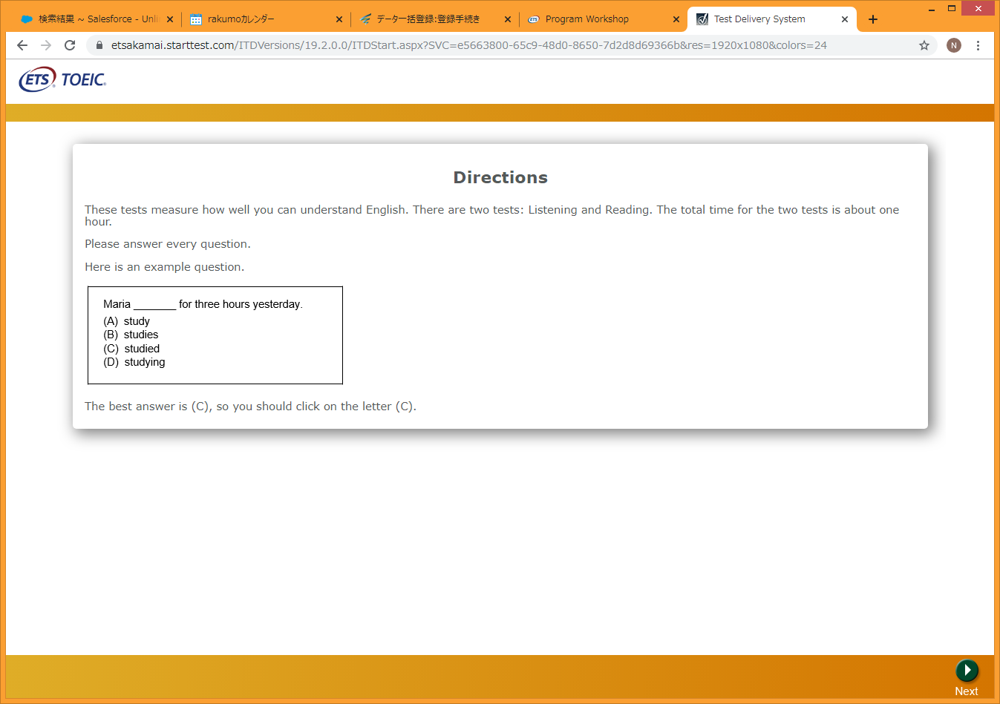 検索結果 ~ Salesforce - Unli
rakumoカレンダー
データ一括登録:登録手続き
ETS Program Workshop
Test Delivery System
etsakamai.starttest.com/ITDVersions/19.2.0.0/ITDStart.aspx?SVC=e5663800-65c9-48d0-8650-7d2d8d69366b&res=1920x1080&colors=24
N
ETS® TOEIC®
Directions
These tests measure how well you can understand English. There are two tests: Listening and Reading. The total time for the two tests is about one
hour.
Please answer every question.
Here is an example question.
Maria _______ for three hours yesterday.
(A) study
(B) studies
(C) studied
(D) studying
The best answer is (C), so you should click on the letter (C).
Next